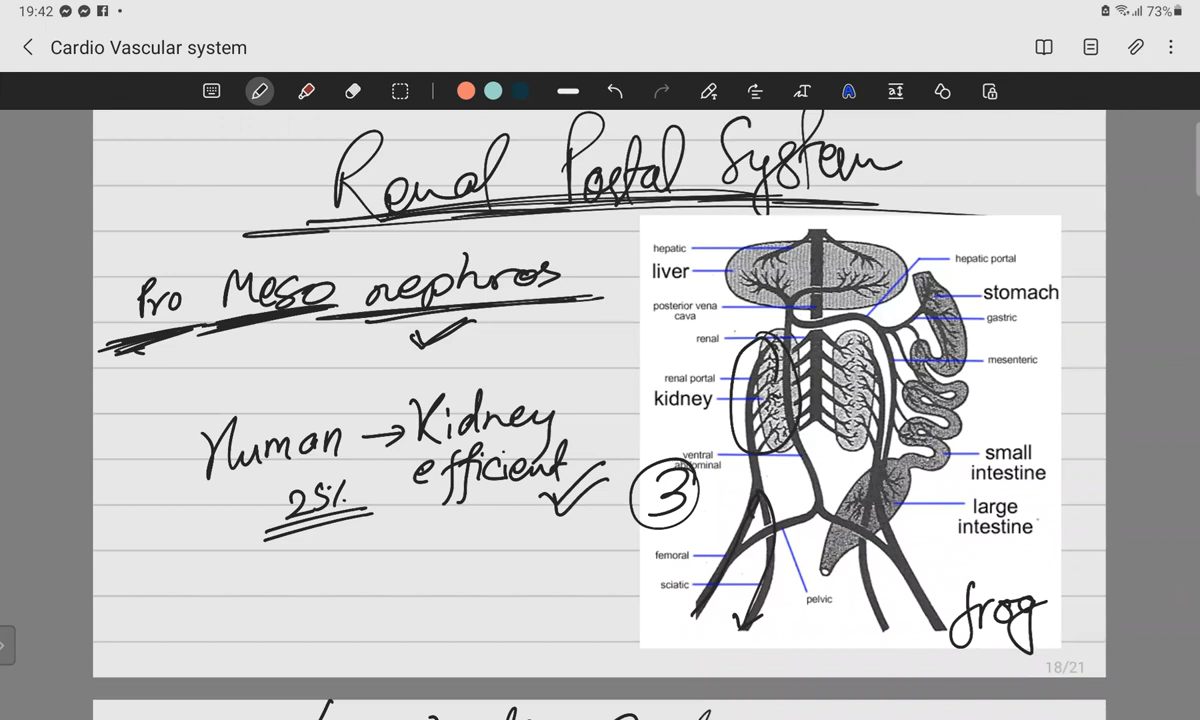 19:42
73%
Cardio Vascular system
Renal Portal System
Pro Meso nephros
Human → Kidney
efficient
25%
3
hepatic
liver
posterior vena
cava
renal
renal portal
kidney
ventral
abdominal
femoral
sciatic
pelvic
hepatic portal
stomach
gastric
mesenteric
small
intestine
large
intestine
frog
18/21